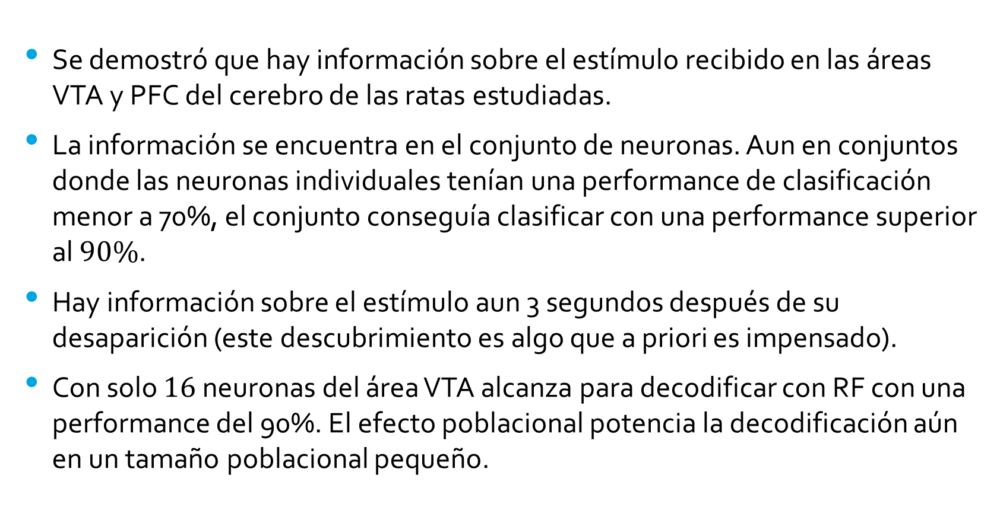 • Se demostró que hay información sobre el estímulo recibido en las áreas
VTA y PFC del cerebro de las ratas estudiadas.
• La información se encuentra en el conjunto de neuronas. Aun en conjuntos
donde las neuronas individuales tenían una performance de clasificación
menor a 70%, el conjunto conseguía clasificar con una performance superior
al 90%.
• Hay información sobre el estímulo aun 3 segundos después de su
desaparición (este descubrimiento es algo que a priori es impensado).
• Con solo 16 neuronas del área VTA alcanza para decodificar con RF con una
performance del 90%. El efecto poblacional potencia la decodificación aún
en un tamaño poblacional pequeño.